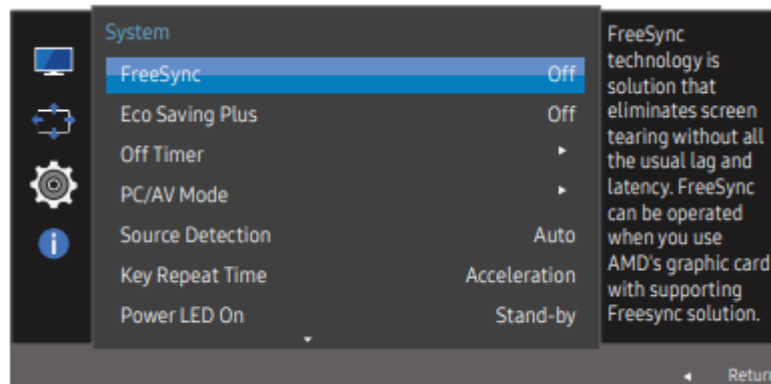 System
FreeSync Off
Eco Saving Plus Off
Off Timer
PC/AV Mode
Source Detection Auto
Key Repeat Time Acceleration
Power LED On Stand-by
FreeSync
technology is
solution that
eliminates screen
tearing without all
the usual lag and
latency. FreeSync
can be operated
when you use
AMD's graphic card
with supporting
Freesync solution.
Return